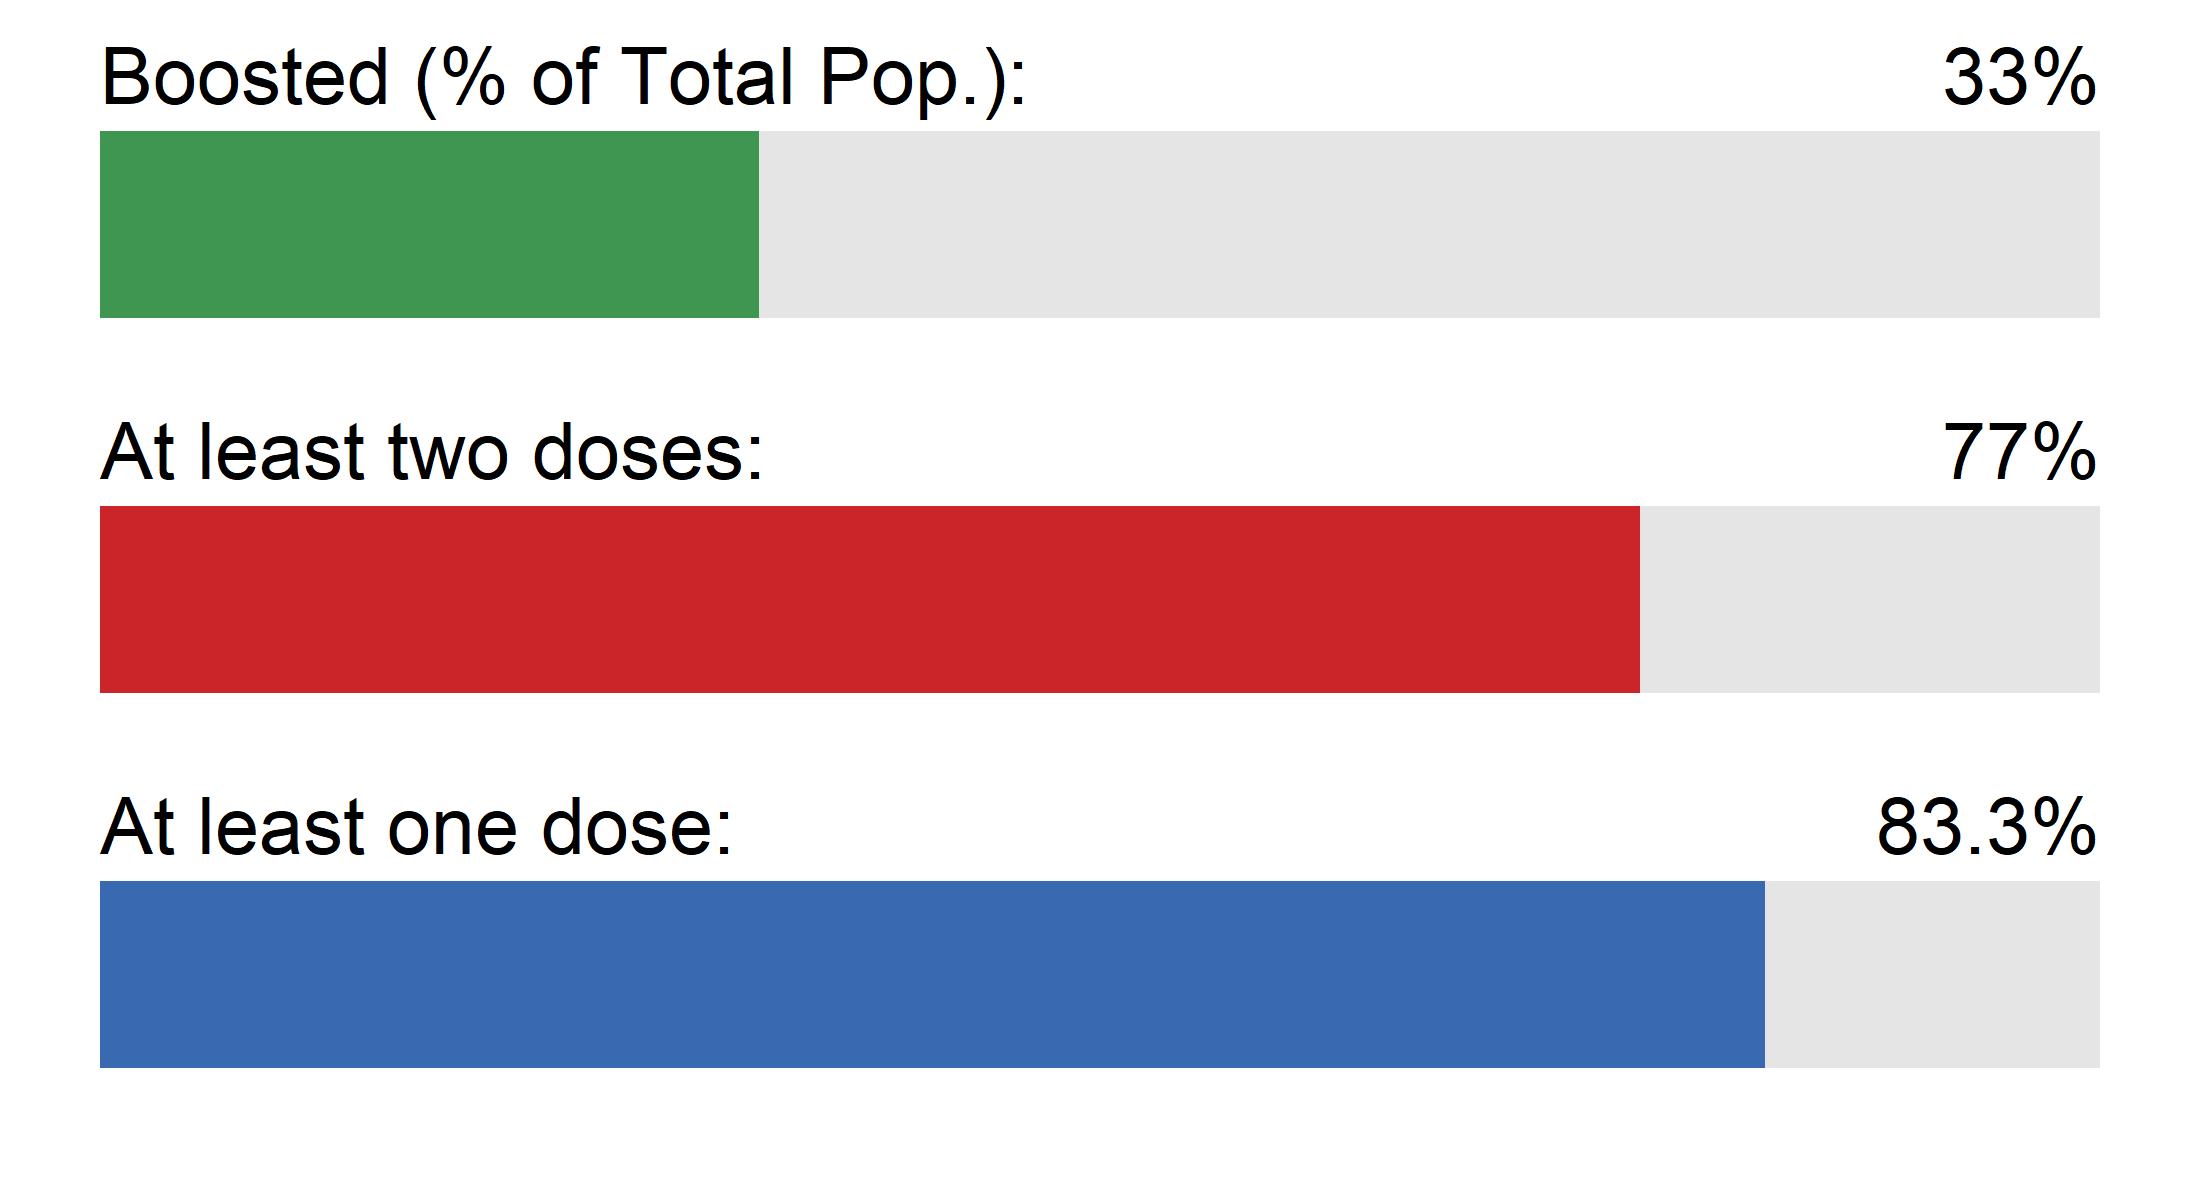 Boosted (% of Total Pop.): 33%
At least two doses: 77%
At least one dose: 83.3%